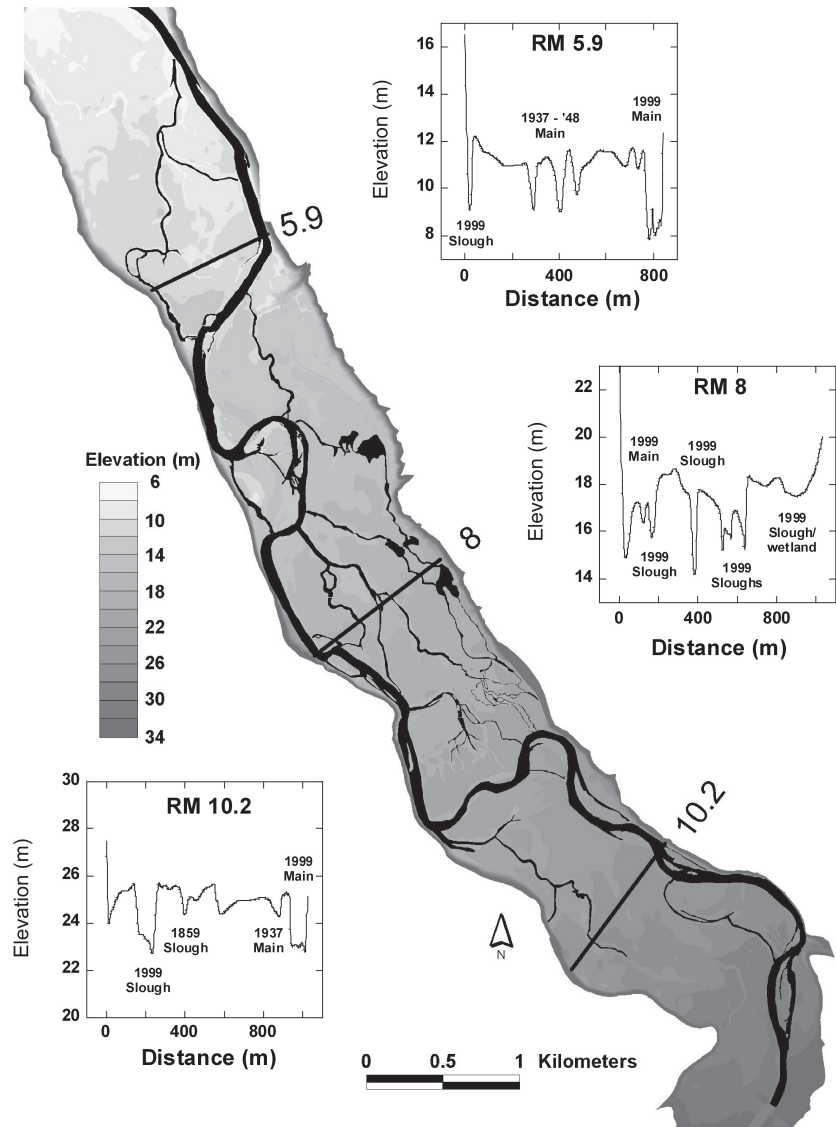 RM 5.9
Elevation (m)
16
14
12
10
8
1937 - '48
Main
1999
Main
1999
Slough
0
400
800
Distance (m)
5.9
RM 8
Elevation (m)
22
20
18
16
14
1999
Main
1999
Slough
1999
Slough
1999
Sloughs
1999
Slough/
wetland
0
400
800
Distance (m)
8
Elevation (m)
6
10
14
18
22
26
30
34
10.2
RM 10.2
Elevation (m)
30
28
26
24
22
20
1999
Main
1859
Slough
1937
Main
1999
Slough
0
400
800
Distance (m)
N
0
0.5
1
Kilometers